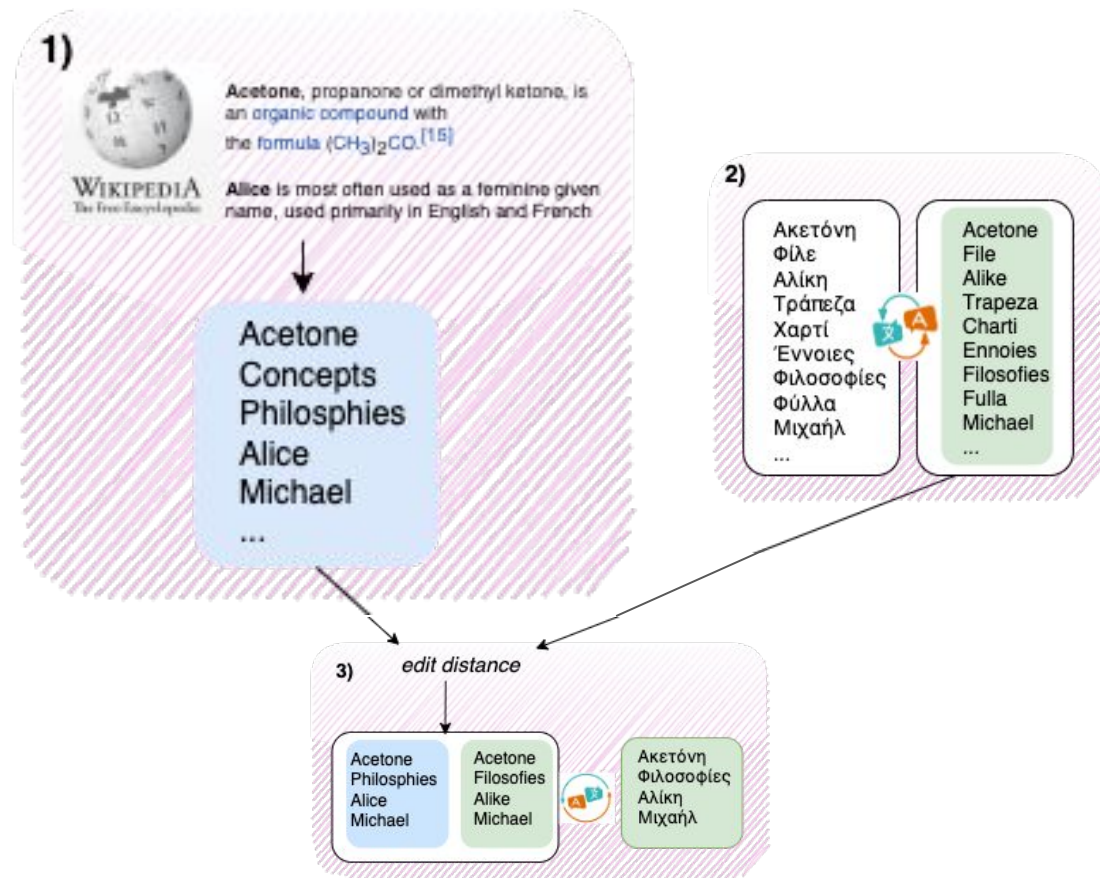 1)
Acetone, propanone or dimethyl ketone, is
an organic compound with
the formula (CH₃)₂CO.[15]
WIKIPEDIA
The Free Encyclopedia
Alice is most often used as a feminine given
name, used primarily in English and French
Acetone
Concepts
Philosphies
Alice
Michael
...
2)
Ακετόνη
Φίλε
Αλίκη
Τράπεζα
Χαρτί
Έννοιες
Φιλοσοφίες
Φύλλα
Μιχαήλ
...
Acetone
File
Alike
Trapeza
Charti
Ennoies
Filosofies
Fulla
Michael
...
3)
edit distance
Acetone
Philosphies
Alice
Michael
Acetone
Filosofies
Alike
Michael
Ακετόνη
Φιλοσοφίες
Αλίκη
Μιχαήλ